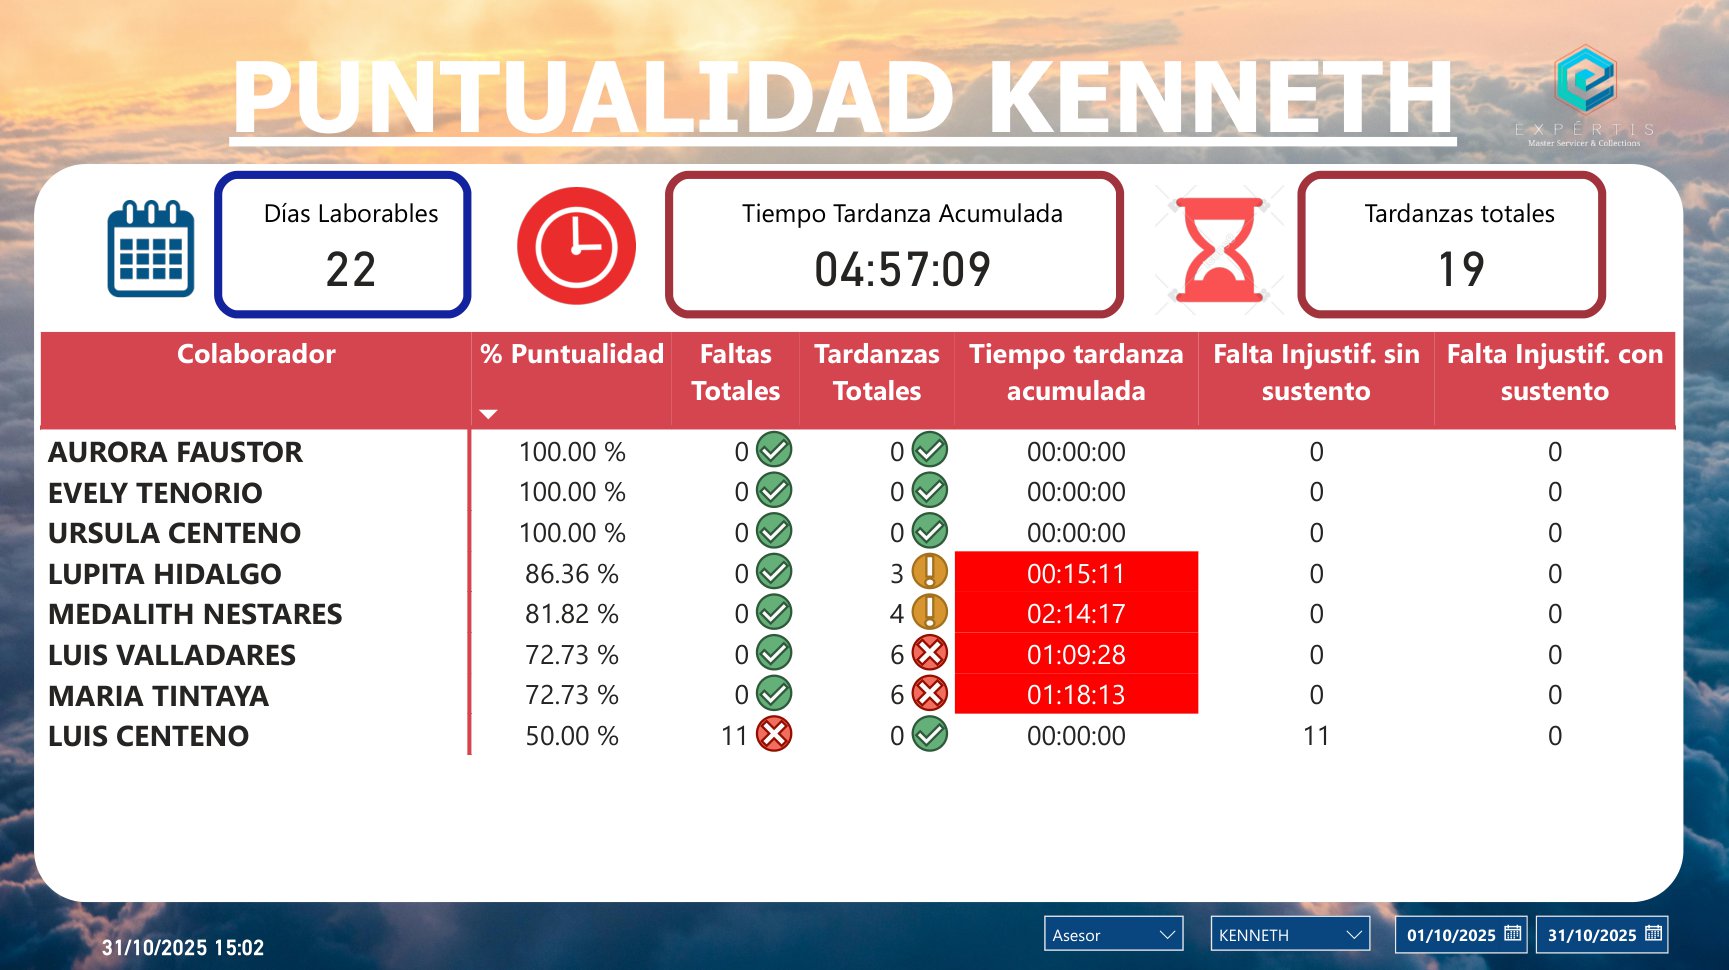 PUNTUALIDAD KENNETH
EXPÉRTIS
Master Servicer & Collections
Días Laborables
22
Tiempo Tardanza Acumulada
04:57:09
Tardanzas totales
19
Colaborador % Puntualidad Faltas Totales Tardanzas Totales Tiempo tardanza acumulada Falta Injustif. sin sustento Falta Injustif. con sustento
AURORA FAUSTOR 100.00 % 0 0 00:00:00 0 0
EVELY TENORIO 100.00 % 0 0 00:00:00 0 0
URSULA CENTENO 100.00 % 0 0 00:00:00 0 0
LUPITA HIDALGO 86.36 % 0 3 00:15:11 0 0
MEDALITH NESTARES 81.82 % 0 4 02:14:17 0 0
LUIS VALLADARES 72.73 % 0 6 01:09:28 0 0
MARIA TINTAYA 72.73 % 0 6 01:18:13 0 0
LUIS CENTENO 50.00 % 11 0 00:00:00 11 0
31/10/2025 15:02
Asesor
KENNETH
01/10/2025
31/10/2025